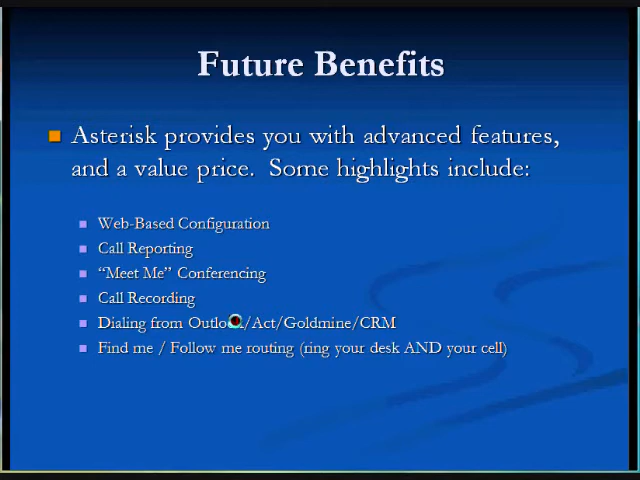 Future Benefits
Asterisk provides you with advanced features,
and a value price.  Some highlights include:
Web-Based Configuration
Call Reporting
“Meet Me” Conferencing
Call Recording
Dialing from Outlook/Act/Goldmine/CRM
Find me / Follow me routing (ring your desk AND your cell)